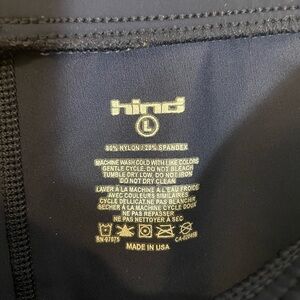 hind
L
80% NYLON / 20% SPANDEX
MACHINE WASH COLD WITH LIKE COLORS
GENTLE CYCLE. DO NOT BLEACH
TUMBLE DRY LOW. DO NOT IRON
DO NOT DRY CLEAN
LAVER À LA MACHINE À L'EAU FROIDE
AVEC COULEURS SIMILAIRES
CYCLE DELICAT. NE PAS BLANCHIR
SECHER À LA MACHINE CYCLE DOUX
NE PAS REPASSER
NE PAS NETTOYER À SEC
MADE IN USA